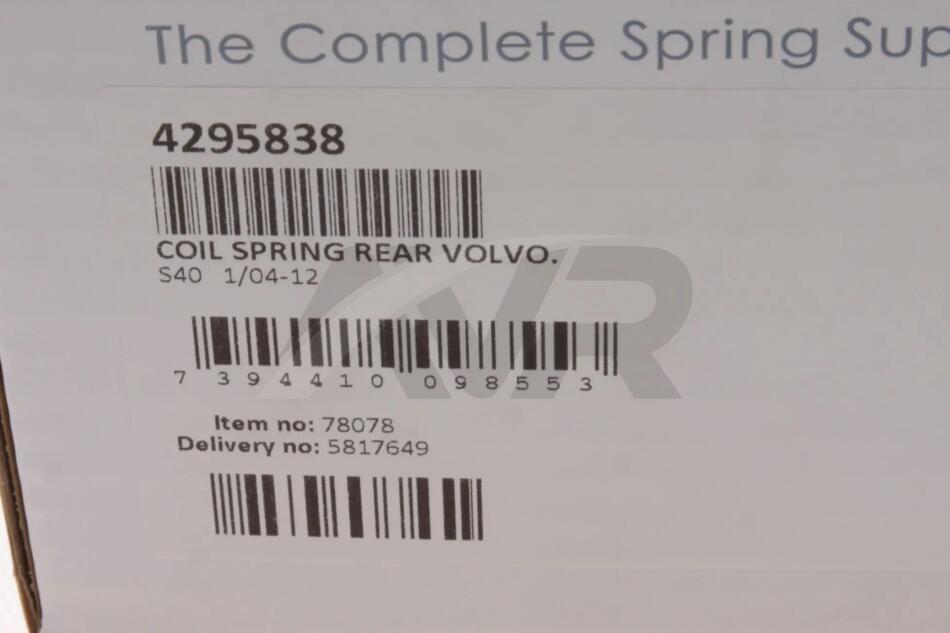 The Complete Spring Sup
4295838
COIL SPRING REAR VOLVO.
S40 1/04-12
AVR
7 394410 098553
Item no: 78078
Delivery no: 5817649